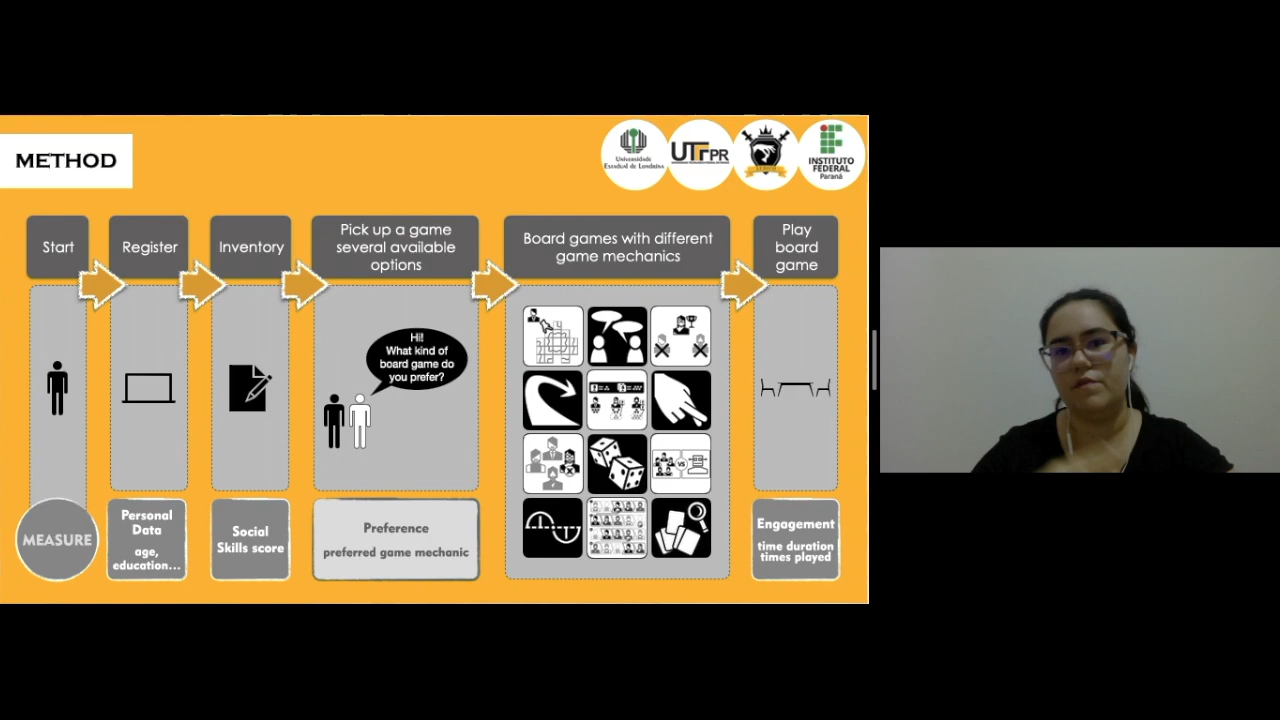 METHOD
Universidade
Estadual de Londrina
UTFPR
INSTITUTO
FEDERAL
Paraná
Start
Register
Inventory
Pick up a game
several available
options
Board games with different
game mechanics
Play
board
game
Hi!
What kind of
board game do
you prefer?
VS
MEASURE
Personal
Data
age,
education...
Social
Skills score
Preference
preferred game mechanic
Engagement
time duration
times played